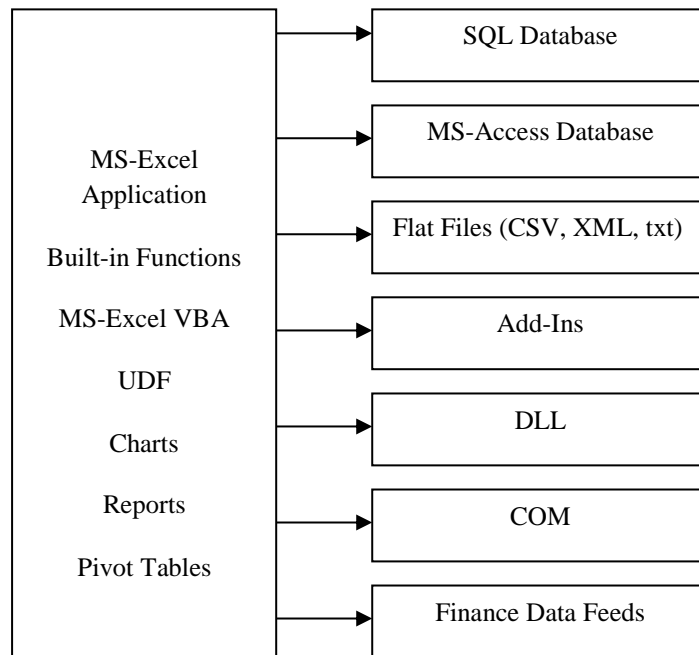 MS-Excel
Application
Built-in Functions
MS-Excel VBA
UDF
Charts
Reports
Pivot Tables
SQL Database
MS-Access Database
Flat Files (CSV, XML, txt)
Add-Ins
DLL
COM
Finance Data Feeds